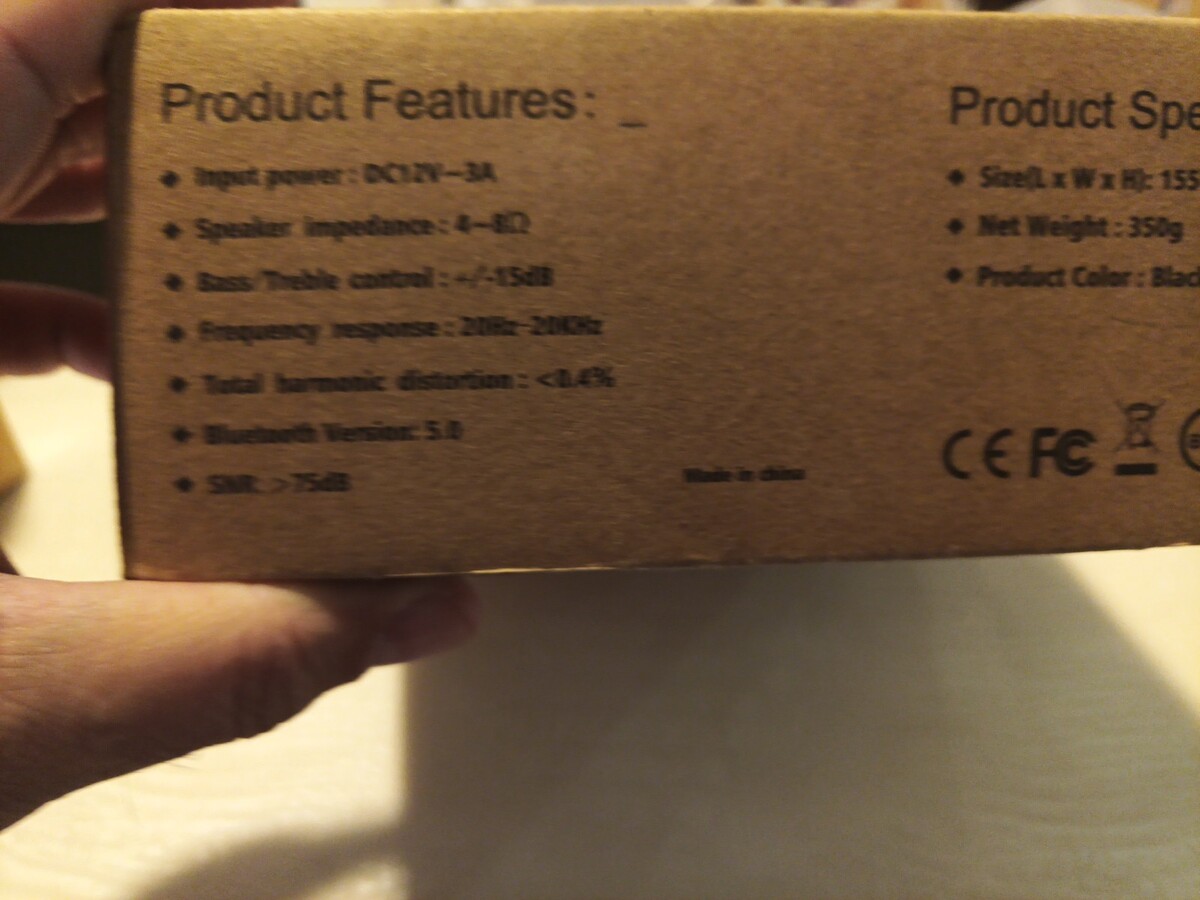 Product Features: _
◆ Input power : DC12V—3A
◆ Speaker impedance : 4~8Ω
◆ Bass/Treble control : +/-15dB
◆ Frequency response : 20Hz-20KHz
◆ Total harmonic distortion : <0.4%
◆ Bluetooth Version: 5.0
◆ SNR: >75dB
Made in china
Product Spe
◆ Size(L x W x H): 155
◆ Net Weight : 350g
◆ Product Color : Blac
CE FC